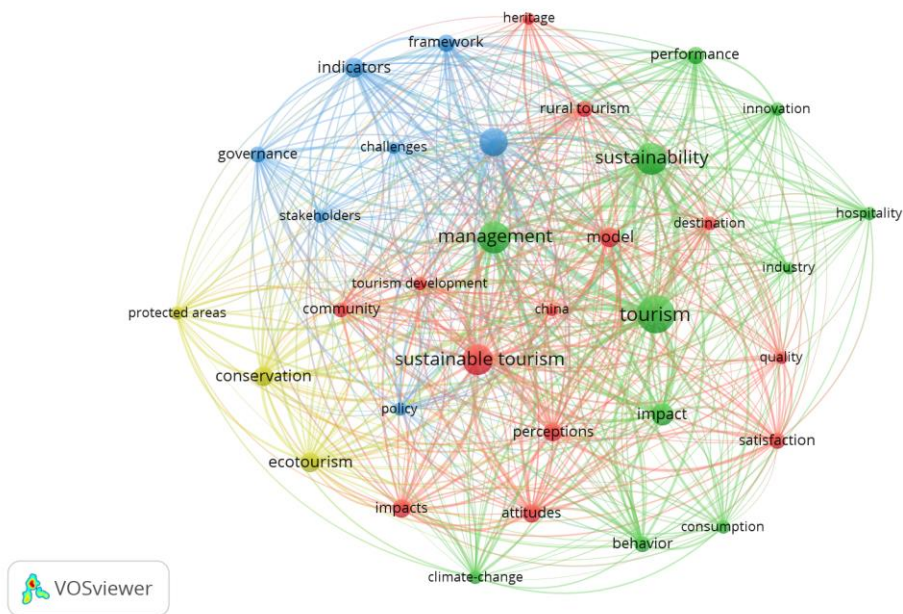 heritage
framework
performance
indicators
rural tourism
innovation
challenges
governance
sustainability
stakeholders
hospitality
management
model
destination
industry
tourism development
china
protected areas
community
tourism
sustainable tourism
quality
conservation
policy
impact
perceptions
satisfaction
ecotourism
impacts
attitudes
consumption
behavior
climate-change
VOSviewer